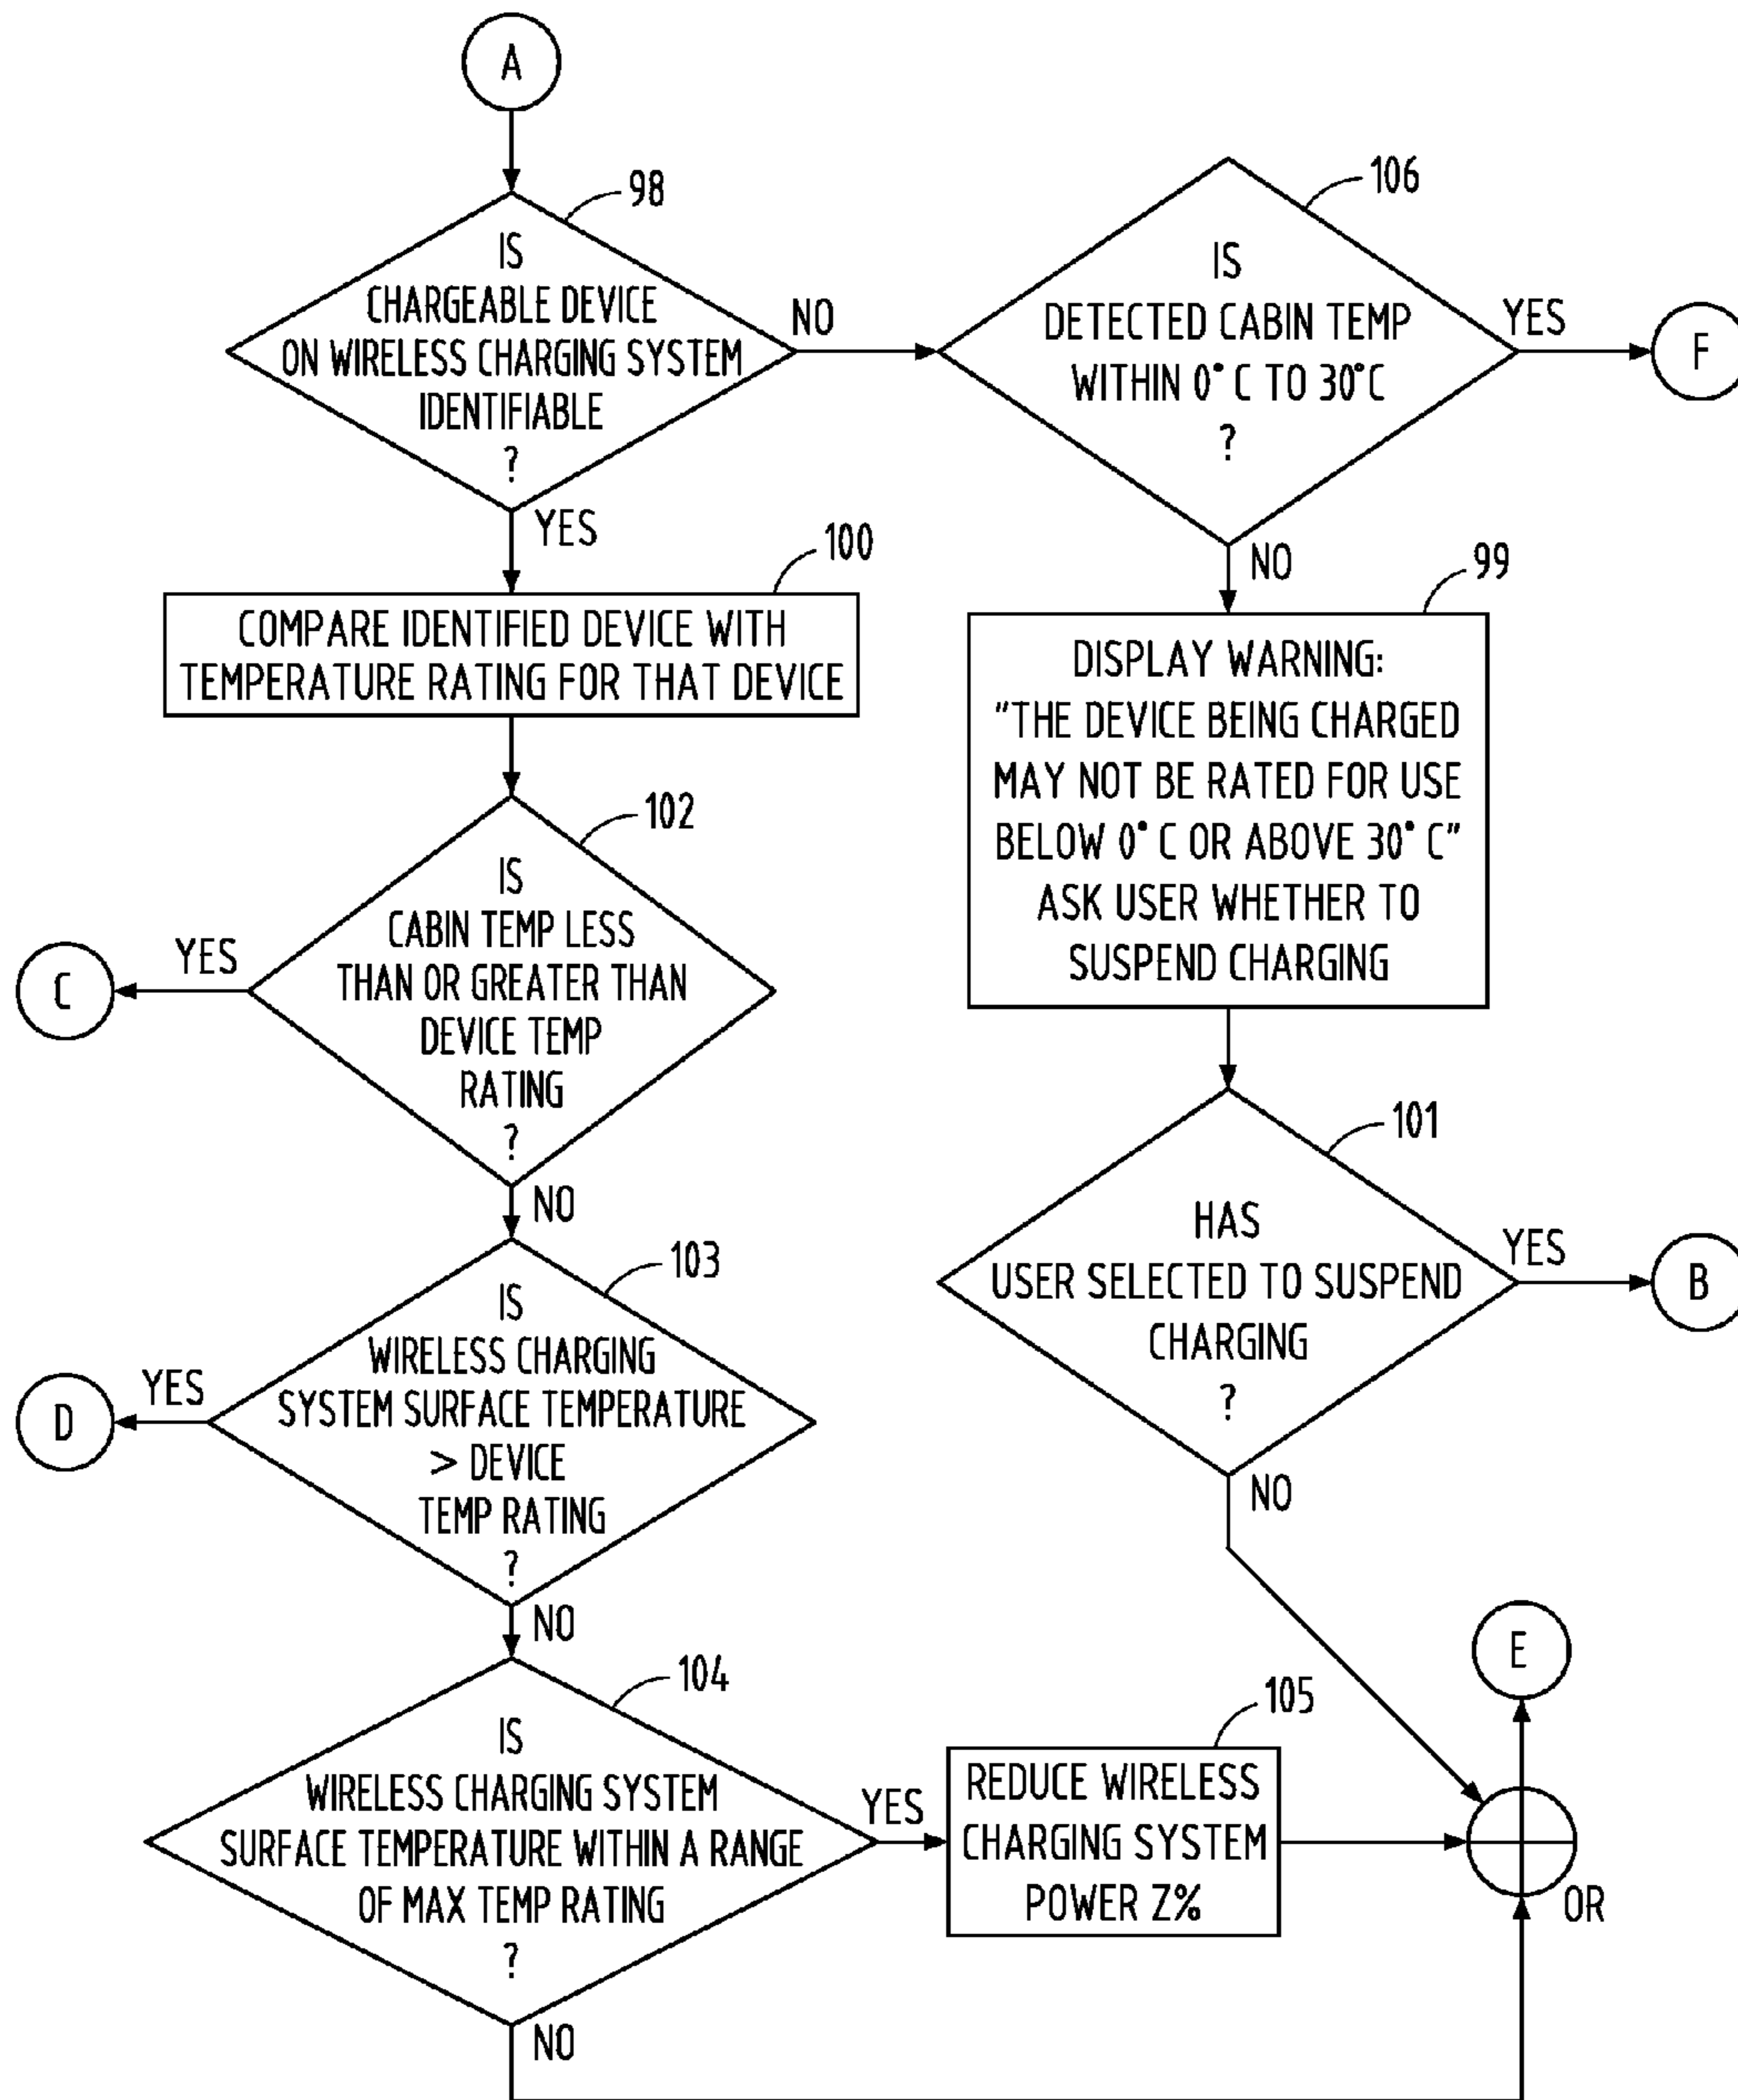 A
98
IS
CHARGEABLE DEVICE
ON WIRELESS CHARGING SYSTEM
IDENTIFIABLE
?
NO
YES
106
IS
DETECTED CABIN TEMP
WITHIN 0° C TO 30°C
?
YES
F
NO
100
COMPARE IDENTIFIED DEVICE WITH
TEMPERATURE RATING FOR THAT DEVICE
99
DISPLAY WARNING:
"THE DEVICE BEING CHARGED
MAY NOT BE RATED FOR USE
BELOW 0° C OR ABOVE 30° C"
ASK USER WHETHER TO
SUSPEND CHARGING
102
IS
CABIN TEMP LESS
THAN OR GREATER THAN
DEVICE TEMP
RATING
?
YES
C
NO
101
HAS
USER SELECTED TO SUSPEND
CHARGING
?
YES
B
NO
103
IS
WIRELESS CHARGING
SYSTEM SURFACE TEMPERATURE
> DEVICE
TEMP RATING
?
YES
D
NO
104
IS
WIRELESS CHARGING SYSTEM
SURFACE TEMPERATURE WITHIN A RANGE
OF MAX TEMP RATING
?
YES
NO
105
REDUCE WIRELESS
CHARGING SYSTEM
POWER Z%
E
OR